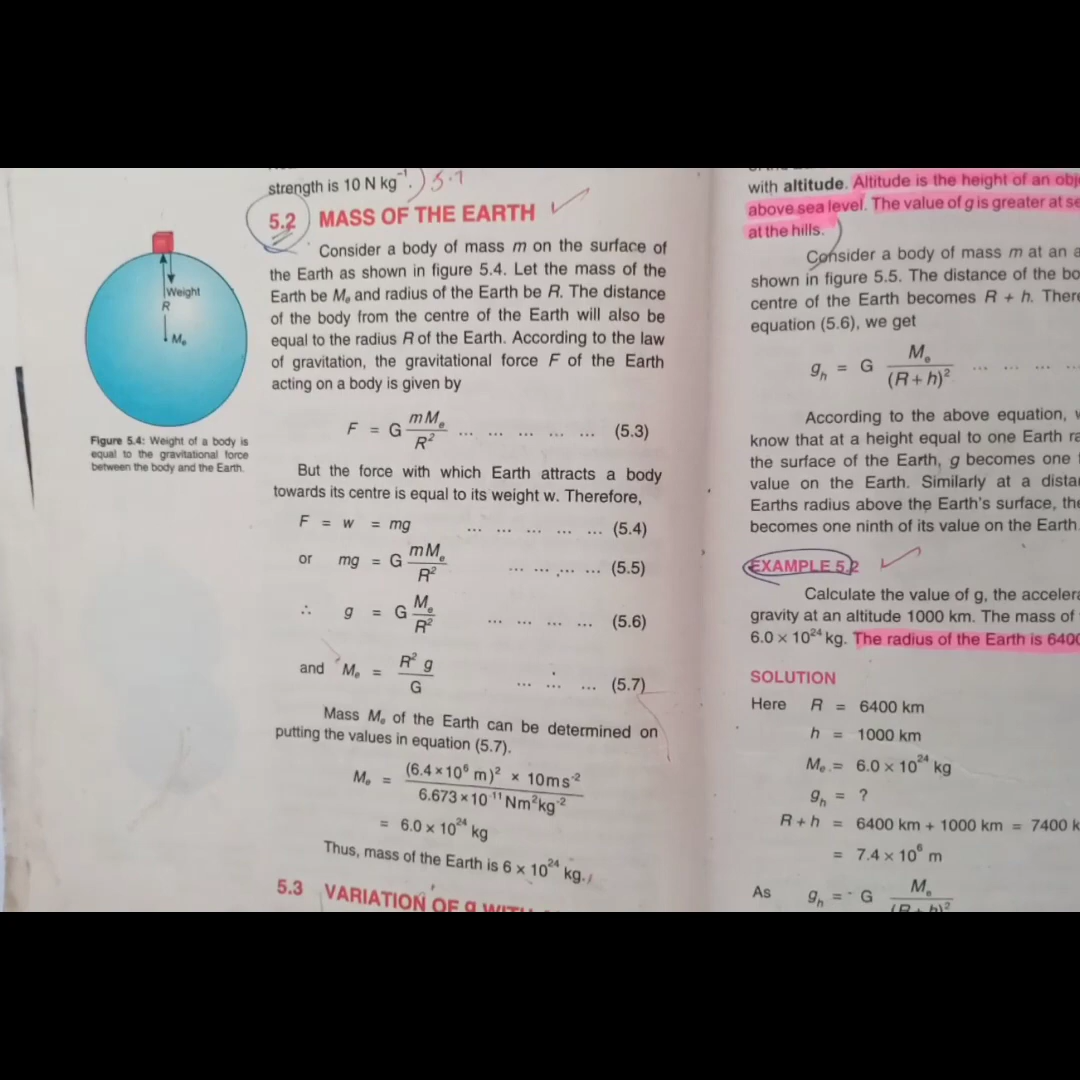 strength is 10 N kg⁻¹. 5.1
5.2 MASS OF THE EARTH
Consider a body of mass m on the surface of
the Earth as shown in figure 5.4. Let the mass of the
Earth be Mₑ and radius of the Earth be R. The distance
of the body from the centre of the Earth will also be
equal to the radius R of the Earth. According to the law
of gravitation, the gravitational force F of the Earth
acting on a body is given by
F = G mMₑ/R² ... ... ... ... ... (5.3)
But the force with which Earth attracts a body
towards its centre is equal to its weight w. Therefore,
F = w = mg ... ... ... ... ... (5.4)
or mg = G mMₑ/R² ... ... ... ... (5.5)
∴ g = G Mₑ/R² ... ... ... ... (5.6)
and Mₑ = R² g/G ... ... ... (5.7)
Mass Mₑ of the Earth can be determined on
putting the values in equation (5.7).
Mₑ = (6.4 × 10⁶ m)² × 10 m s⁻² / 6.673 × 10⁻¹¹ Nm² kg⁻²
= 6.0 × 10²⁴ kg
Thus, mass of the Earth is 6 × 10²⁴ kg.
5.3 VARIATION OF g WITH
Weight
R
Mₑ
Figure 5.4: Weight of a body is
equal to the gravitational force
between the body and the Earth.
with altitude. Altitude is the height of an
above sea level. The value of g is greater at
at the hills.
Consider a body of mass m at an
shown in figure 5.5. The distance of the
centre of the Earth becomes R + h.
equation (5.6), we get
gₕ = G Mₑ/(R + h)² ... ... ... ...
According to the above equation,
know that at a height equal to one Earth
the surface of the Earth, g becomes one
value on the Earth. Similarly at a
Earths radius above the Earth's surface,
becomes one ninth of its value on the Earth.
EXAMPLE 5.2
Calculate the value of g, the
gravity at an altitude 1000 km. The mass of
6.0 × 10²⁴ kg. The radius of the Earth is 6400
SOLUTION
Here R = 6400 km
h = 1000 km
Mₑ = 6.0 × 10²⁴ kg
gₕ = ?
R + h = 6400 km + 1000 km = 7400
= 7.4 × 10⁶ m
As gₕ = G Mₑ/(R + h)²